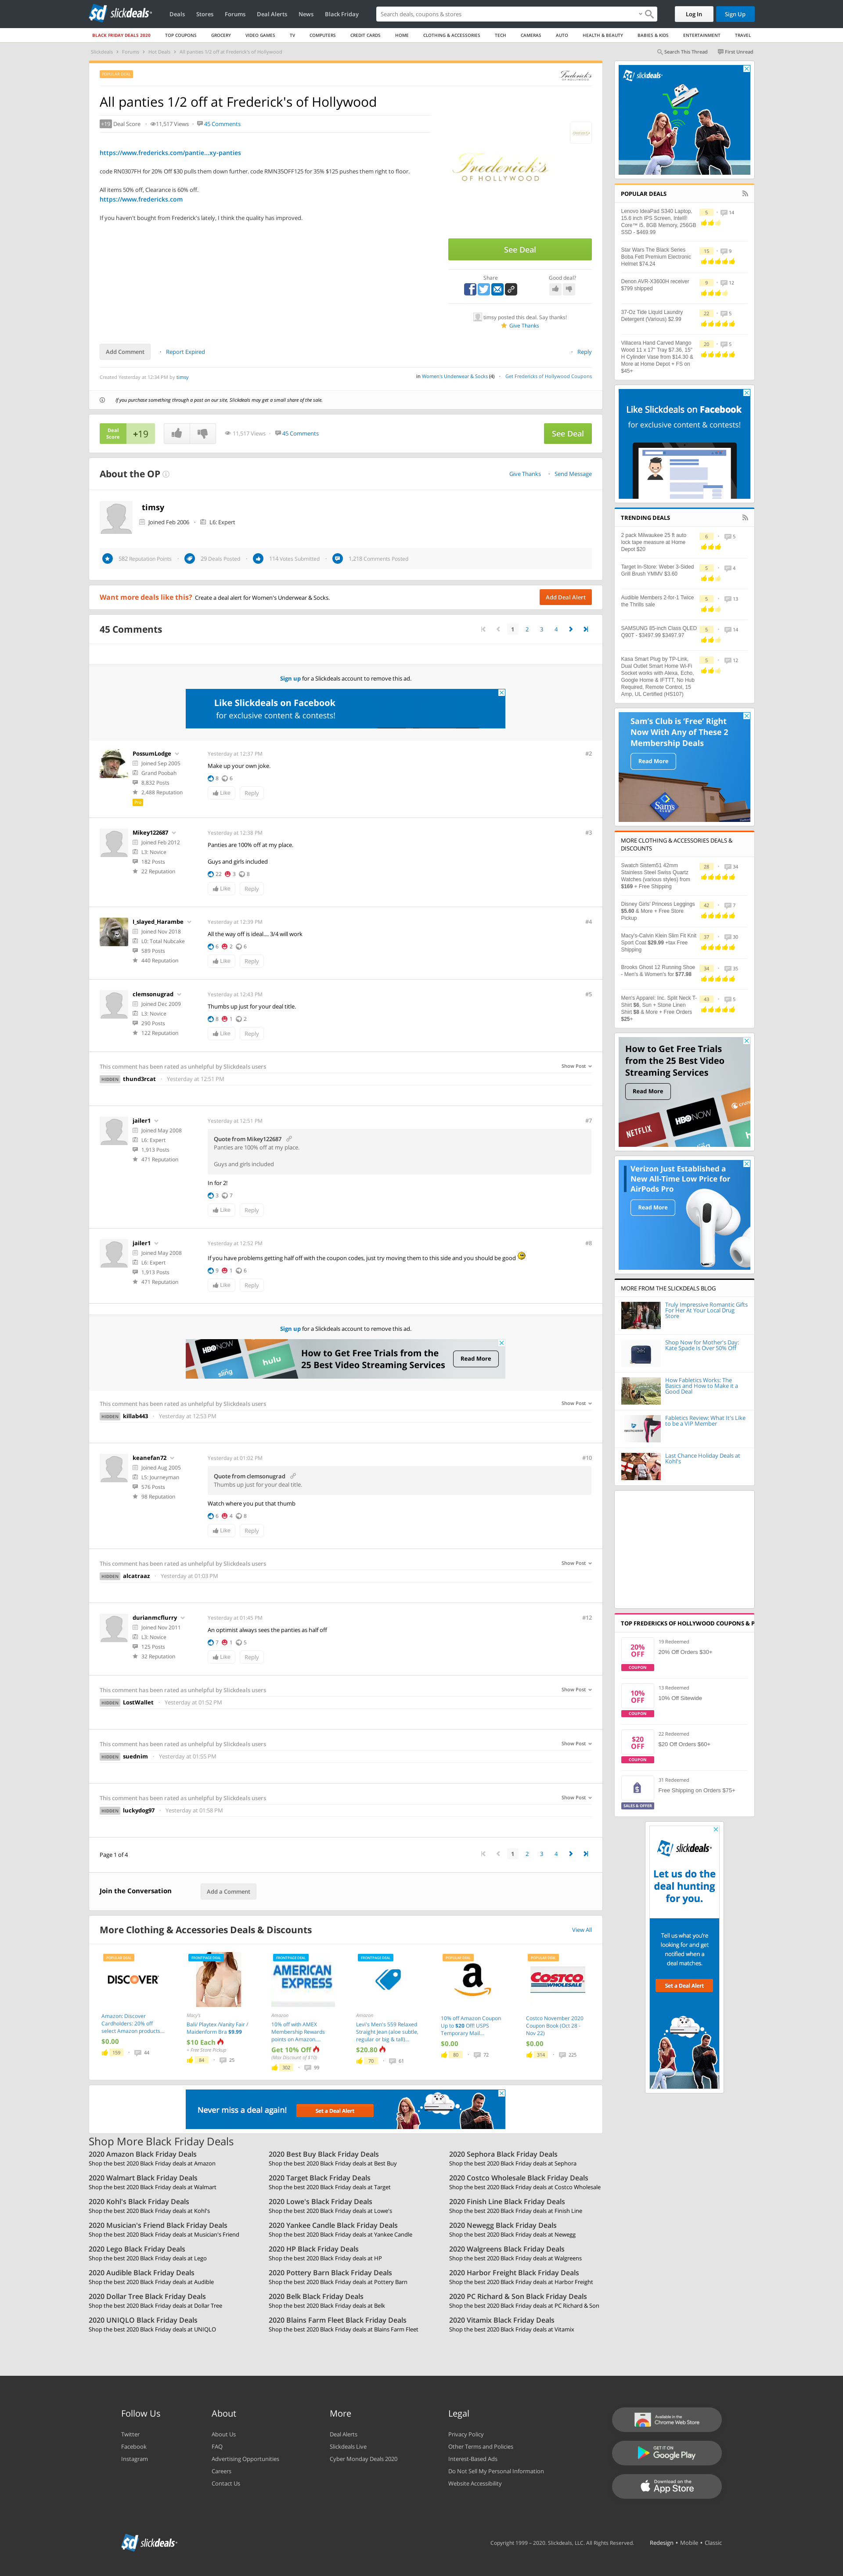 slickdeals
Deals Stores Forums Deal Alerts News Black Friday
Search deals, coupons & stores
Log In Sign Up
BLACK FRIDAY DEALS 2020 TOP COUPONS GROCERY VIDEO GAMES TV COMPUTERS CREDIT CARDS HOME CLOTHING & ACCESSORIES TECH CAMERAS AUTO HEALTH & BEAUTY BABIES & KIDS ENTERTAINMENT TRAVEL
Slickdeals Forums Hot Deals All panties 1/2 off at Frederick's of Hollywood
Search This Thread First Unread
POPULAR DEAL
Frederick's
All panties 1/2 off at Frederick's of Hollywood
+19 Deal Score 11,517 Views 45 Comments
https://www.fredericks.com/pantie...xy-panties
code RN0307FH for 20% Off $30 pulls them down further. code RMN35OFF12S for 35% $125 pushes them right to floor.
All items 50% off, Clearance is 60% off.
https://www.fredericks.com
If you haven't bought from Frederick's lately, I think the quality has improved.
Frederick's
OF HOLLYWOOD
See Deal
Share Good deal?
timsy posted this deal. Say thanks!
Give Thanks
Add Comment Report Expired Reply
Created Yesterday at 12:34 PM by timsy
in Women's Underwear & Socks (4) Get Fredericks of Hollywood Coupons
If you purchase something through a post on our site, Slickdeals may get a small share of the sale.
Deal Score +19
11,517 Views 45 Comments
See Deal
About the OP
Give Thanks Send Message
timsy
Joined Feb 2006 L6: Expert
582 Reputation Points 29 Deals Posted 114 Votes Submitted 1,218 Comments Posted
Want more deals like this? Create a deal alert for Women's Underwear & Socks.
Add Deal Alert
45 Comments
1 2 3 4
Sign up for a Slickdeals account to remove this ad.
Like Slickdeals on Facebook
for exclusive content & contests!
PossumLodge
Joined Sep 2005
Grand Poobah
8,832 Posts
2,488 Reputation
Pro
Yesterday at 12:37 PM #2
Make up your own joke.
8 6
Like Reply
Mikey122687
Joined Feb 2012
L3: Novice
182 Posts
22 Reputation
Yesterday at 12:38 PM #3
Panties are 100% off at my place.
Guys and girls included
22 3 8
Like Reply
I_slayed_Harambe
Joined Nov 2018
L0: Total Nubcake
589 Posts
440 Reputation
Yesterday at 12:39 PM #4
All the way off is ideal.... 3/4 will work
6 2 6
Like Reply
clemsonugrad
Joined Dec 2009
L3: Novice
290 Posts
122 Reputation
Yesterday at 12:43 PM #5
Thumbs up just for your deal title.
8 1 2
Like Reply
This comment has been rated as unhelpful by Slickdeals users Show Post
HIDDEN thund3rcat Yesterday at 12:51 PM
jailer1
Joined May 2008
L6: Expert
1,913 Posts
471 Reputation
Yesterday at 12:51 PM #7
Quote from Mikey122687
Panties are 100% off at my place.
Guys and girls included
In for 2!
3 7
Like Reply
jailer1
Joined May 2008
L6: Expert
1,913 Posts
471 Reputation
Yesterday at 12:52 PM #8
If you have problems getting half off with the coupon codes, just try moving them to this side and you should be good
9 1 6
Like Reply
Sign up for a Slickdeals account to remove this ad.
HBO NOW sling hulu
How to Get Free Trials from the
25 Best Video Streaming Services
Read More
This comment has been rated as unhelpful by Slickdeals users Show Post
HIDDEN killab443 Yesterday at 12:53 PM
keanefan72
Joined Aug 2005
L5: Journeyman
576 Posts
98 Reputation
Yesterday at 01:02 PM #10
Quote from clemsonugrad
Thumbs up just for your deal title.
Watch where you put that thumb
6 4 8
Like Reply
This comment has been rated as unhelpful by Slickdeals users Show Post
HIDDEN alcatraaz Yesterday at 01:03 PM
durianmcflurry
Joined Nov 2011
L3: Novice
125 Posts
32 Reputation
Yesterday at 01:45 PM #12
An optimist always sees the panties as half off
7 1 5
Like Reply
This comment has been rated as unhelpful by Slickdeals users Show Post
HIDDEN LostWallet Yesterday at 01:52 PM
This comment has been rated as unhelpful by Slickdeals users Show Post
HIDDEN suednim Yesterday at 01:55 PM
This comment has been rated as unhelpful by Slickdeals users Show Post
HIDDEN luckydog97 Yesterday at 01:58 PM
Page 1 of 4
1 2 3 4
Join the Conversation
Add a Comment
More Clothing & Accessories Deals & Discounts
View All
POPULAR DEAL
DISCOVER
Amazon: Discover
Cardholders: 20% off
select Amazon products...
$0.00
159 44
FRONTPAGE DEAL
Macy's
Bali/ Playtex /Vanity Fair /
Maidenform Bra $9.99
$10 Each
+ Free Store Pickup
84 25
FRONTPAGE DEAL
AMERICAN EXPRESS
Amazon
10% off with AMEX
Membership Rewards
points on Amazon....
Get 10% Off
(Max Discount of $10)
302 99
FRONTPAGE DEAL
Amazon
Levi's Men's 559 Relaxed
Straight Jean (aloe subtle,
regular or big & tall)...
$20.80
70 61
POPULAR DEAL
10% off Amazon Coupon
Up to $20 Off! USPS
Temporary Mail...
$0.00
80 72
POPULAR DEAL
COSTCO WHOLESALE
Costco November 2020
Coupon Book (Oct 28 -
Nov 22)
$0.00
314 225
Never miss a deal again! Set a Deal Alert
Shop More Black Friday Deals
2020 Amazon Black Friday Deals
Shop the best 2020 Black Friday deals at Amazon
2020 Best Buy Black Friday Deals
Shop the best 2020 Black Friday deals at Best Buy
2020 Sephora Black Friday Deals
Shop the best 2020 Black Friday deals at Sephora
2020 Walmart Black Friday Deals
Shop the best 2020 Black Friday deals at Walmart
2020 Target Black Friday Deals
Shop the best 2020 Black Friday deals at Target
2020 Costco Wholesale Black Friday Deals
Shop the best 2020 Black Friday deals at Costco Wholesale
2020 Kohl's Black Friday Deals
Shop the best 2020 Black Friday deals at Kohl's
2020 Lowe's Black Friday Deals
Shop the best 2020 Black Friday deals at Lowe's
2020 Finish Line Black Friday Deals
Shop the best 2020 Black Friday deals at Finish Line
2020 Musician's Friend Black Friday Deals
Shop the best 2020 Black Friday deals at Musician's Friend
2020 Yankee Candle Black Friday Deals
Shop the best 2020 Black Friday deals at Yankee Candle
2020 Newegg Black Friday Deals
Shop the best 2020 Black Friday deals at Newegg
2020 Lego Black Friday Deals
Shop the best 2020 Black Friday deals at Lego
2020 HP Black Friday Deals
Shop the best 2020 Black Friday deals at HP
2020 Walgreens Black Friday Deals
Shop the best 2020 Black Friday deals at Walgreens
2020 Audible Black Friday Deals
Shop the best 2020 Black Friday deals at Audible
2020 Pottery Barn Black Friday Deals
Shop the best 2020 Black Friday deals at Pottery Barn
2020 Harbor Freight Black Friday Deals
Shop the best 2020 Black Friday deals at Harbor Freight
2020 Dollar Tree Black Friday Deals
Shop the best 2020 Black Friday deals at Dollar Tree
2020 Belk Black Friday Deals
Shop the best 2020 Black Friday deals at Belk
2020 PC Richard & Son Black Friday Deals
Shop the best 2020 Black Friday deals at PC Richard & Son
2020 UNIQLO Black Friday Deals
Shop the best 2020 Black Friday deals at UNIQLO
2020 Blains Farm Fleet Black Friday Deals
Shop the best 2020 Black Friday deals at Blains Farm Fleet
2020 Vitamix Black Friday Deals
Shop the best 2020 Black Friday deals at Vitamix
slickdeals
POPULAR DEALS
Lenovo IdeaPad S340 Laptop,
15.6 inch IPS Screen, Intel®
Core™ i5, 8GB Memory, 256GB
SSD - $469.99
5 14
Star Wars The Black Series
Boba Fett Premium Electronic
Helmet $74.24
15 9
Denon AVR-X3600H receiver
$799 shipped
9 12
37-Oz Tide Liquid Laundry
Detergent (Various) $2.99
22 5
Villacera Hand Carved Mango
Wood 11 x 17" Tray $7.36, 15"
H Cylinder Vase from $14.30 &
More at Home Depot + FS on
$45+
20 5
Like Slickdeals on Facebook
for exclusive content & contests!
TRENDING DEALS
2 pack Milwaukee 25 ft auto
lock tape measure at Home
Depot $20
6 5
Target In-Store: Weber 3-Sided
Grill Brush YMMV $3.60
5 4
Audible Members 2-for-1 Twice
the Thrills sale
5 13
SAMSUNG 85-inch Class QLED
Q90T - $3497.99 $3497.97
5 14
Kasa Smart Plug by TP-Link,
Dual Outlet Smart Home Wi-Fi
Socket works with Alexa, Echo,
Google Home & IFTTT, No Hub
Required, Remote Control, 15
Amp, UL Certified (HS107)
5 12
Sam's Club is 'Free' Right
Now With Any of These 2
Membership Deals
Read More
Sams
MORE CLOTHING & ACCESSORIES DEALS &
DISCOUNTS
Swatch Sistem51 42mm
Stainless Steel Swiss Quartz
Watches (various styles) from
$169 + Free Shipping
28 34
Disney Girls' Princess Leggings
$5.60 & More + Free Store
Pickup
42 7
Macy's-Calvin Klein Slim Fit Knit
Sport Coat $29.99 +tax Free
Shipping
37 30
Brooks Ghost 12 Running Shoe
- Men's & Women's for $77.98
34 35
Men's Apparel: Inc. Split Neck T-
Shirt $6, Sun + Stone Linen
Shirt $8 & More + Free Orders
$25+
43 5
How to Get Free Trials
from the 25 Best Video
Streaming Services
Read More
NETFLIX HBO NOW
Verizon Just Established a
New All-Time Low Price for
AirPods Pro
Read More
MORE FROM THE SLICKDEALS BLOG
Truly Impressive Romantic Gifts
For Her At Your Local Drug
Store
Shop Now for Mother's Day:
Kate Spade Is Over 50% Off
How Fabletics Works: The
Basics and How to Make it a
Good Deal
Fabletics Review: What It's Like
to be a VIP Member
Last Chance Holiday Deals at
Kohl's
TOP FREDERICKS OF HOLLYWOOD COUPONS & P
20% OFF
COUPON
19 Redeemed
20% Off Orders $30+
10% OFF
COUPON
13 Redeemed
10% Off Sitewide
$20 OFF
COUPON
22 Redeemed
$20 Off Orders $60+
SALES & OFFER
31 Redeemed
Free Shipping on Orders $75+
slickdeals
Let us do the
deal hunting
for you.
Tell us what you're
looking for and get
notified when a
deal matches.
Set a Deal Alert
Follow Us About More Legal
Twitter
Facebook
Instagram
About Us
FAQ
Advertising Opportunities
Careers
Contact Us
Deal Alerts
Slickdeals Live
Cyber Monday Deals 2020
Privacy Policy
Other Terms and Policies
Interest-Based Ads
Do Not Sell My Personal Information
Website Accessibility
Available in the
Chrome Web Store
GET IT ON
Google Play
Download on the
App Store
slickdeals
Copyright 1999 – 2020. Slickdeals, LLC. All Rights Reserved. Redesign • Mobile • Classic